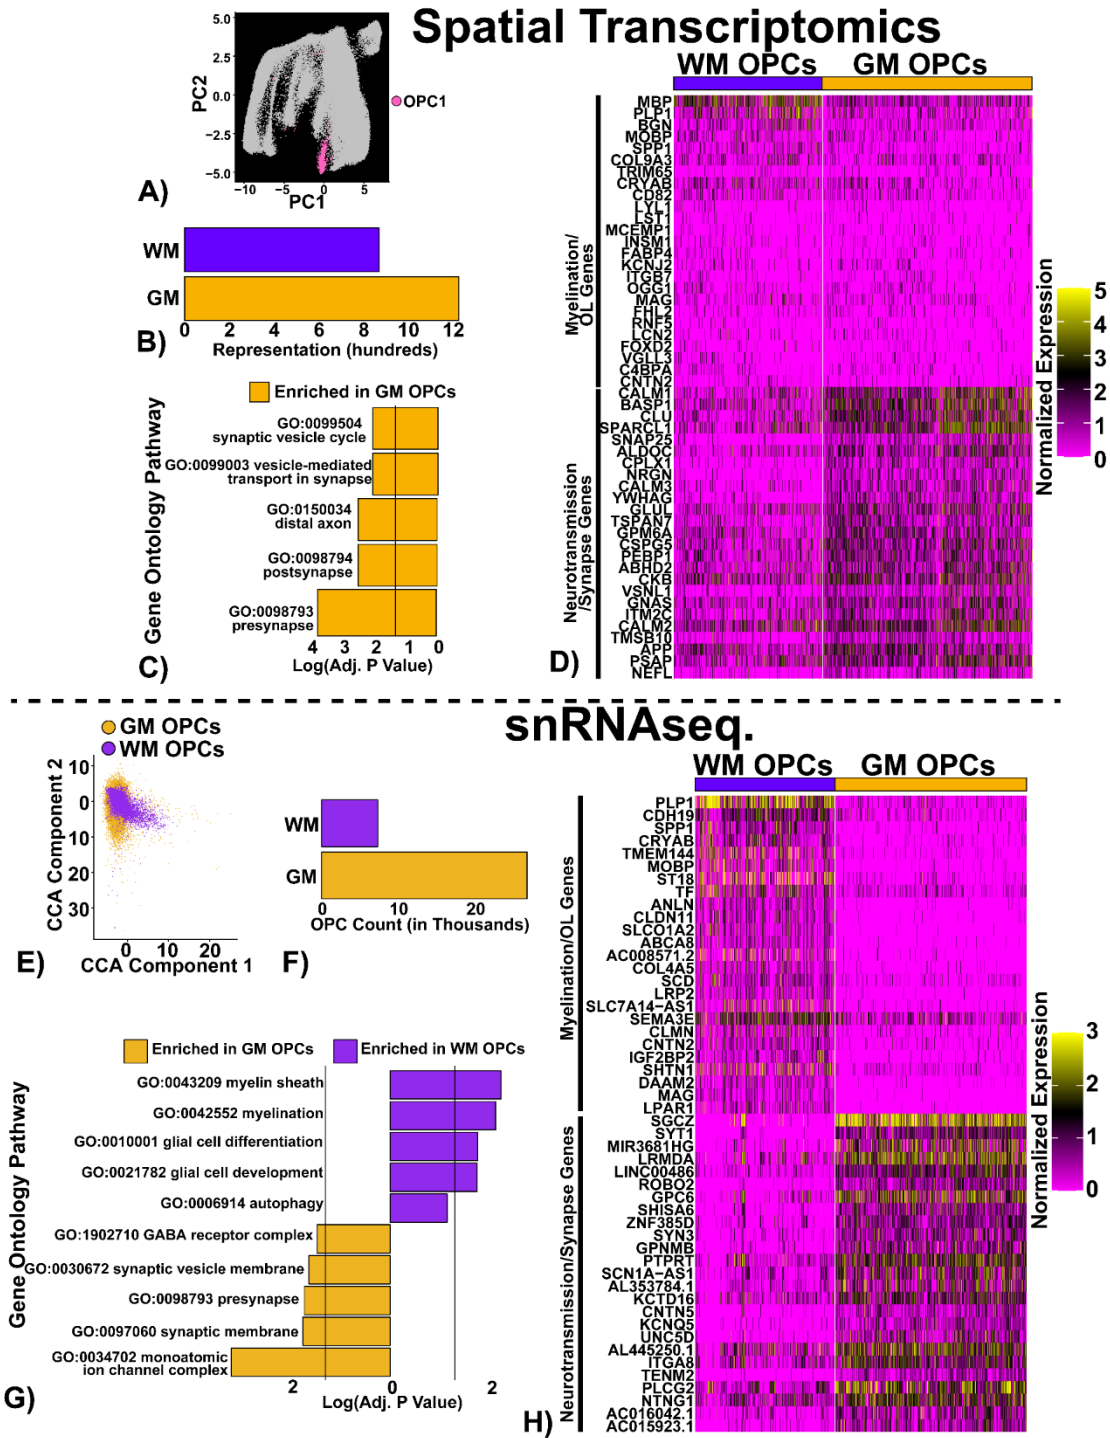 Spatial Transcriptomics
5.0
2.5
0.0
−2.5
−5.0
PC2
−10
−5
0
5
PC1
OPC1
A)
WM
GM
0 2 4 6 8 10 12
Representation (hundreds)
B)
Enriched in GM OPCs
Gene Ontology Pathway
GO:0099504
synaptic vesicle cycle
GO:0099003 vesicle-mediated
transport in synapse
GO:0150034
distal axon
GO:0098794
postsynapse
GO:0098793
presynapse
4 3 2 1 0
Log(Adj. P Value)
C)
WM OPCs GM OPCs
Myelination/
OL Genes
MBP
PLP1
BGN
MOBP
SPP1
COL9A3
TRIM65
CRYAB
CD82
LYL1
LST1
MCEMP1
INSM1
FABP4
KCNJ2
ITGB7
OGG1
MAG
FHL2
RNF5
LCN2
FOXD2
VGLL3
C4BPA
CNTN2
Neurotransmission
/Synapse Genes
CALM1
BASP1
CLU
SPARCL1
SNAP25
ALDOC
CPLX1
NRGN
CALM3
YWHAG
GLUL
TSPAN7
GPM6A
CSPG5
PEBP1
ABHD2
CKB
VSNL1
GNAS
ITM2C
CALM2
TMSB10
APP
PSAP
NEFL
D)
Normalized Expression
5
4
3
2
1
0
snRNAseq.
GM OPCs
WM OPCs
CCA Component 2
10
0
10
20
30
0 10 20
CCA Component 1
E)
WM
GM
0 10 20
OPC Count (in Thousands)
F)
Enriched in GM OPCs
Enriched in WM OPCs
Gene Ontology Pathway
GO:0043209 myelin sheath
GO:0042552 myelination
GO:0010001 glial cell differentiation
GO:0021782 glial cell development
GO:0006914 autophagy
GO:1902710 GABA receptor complex
GO:0030672 synaptic vesicle membrane
GO:0098793 presynapse
GO:0097060 synaptic membrane
GO:0034702 monoatomic
ion channel complex
2 0 2
Log(Adj. P Value)
G)
WM OPCs GM OPCs
Myelination/OL Genes
PLP1
CDH19
SPP1
CRYAB
TMEM144
MOBP
ST18
TF
ANLN
CLDN11
SLCO1A2
ABCA8
AC008571.2
COL4A5
SCD
LRP2
SLC7A14−AS1
SEMA3E
CLMN
CNTN2
IGF2BP2
SHTN1
DAAM2
MAG
LPAR1
Neurotransmission/Synapse Genes
SGCZ
SYT1
MIR3681HG
LRMDA
LINC00486
ROBO2
GPC6
SHISA6
ZNF385D
SYN3
GPNMB
PTPRT
SCN1A−AS1
AL353784.1
KCTD16
CNTN5
KCNQ5
UNC5D
AL445250.1
ITGA8
TENM2
PLCG2
NTNG1
AC016042.1
AC015923.1
H)
Normalized Expression
3
2
1
0